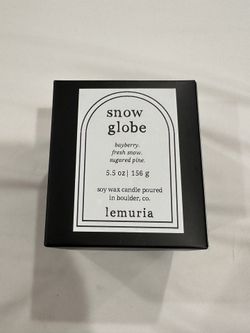 snow
globe
bayberry.
fresh snow.
sugared pine.
5.5 oz | 156 g
soy wax candle poured
in boulder, co.
lemuria